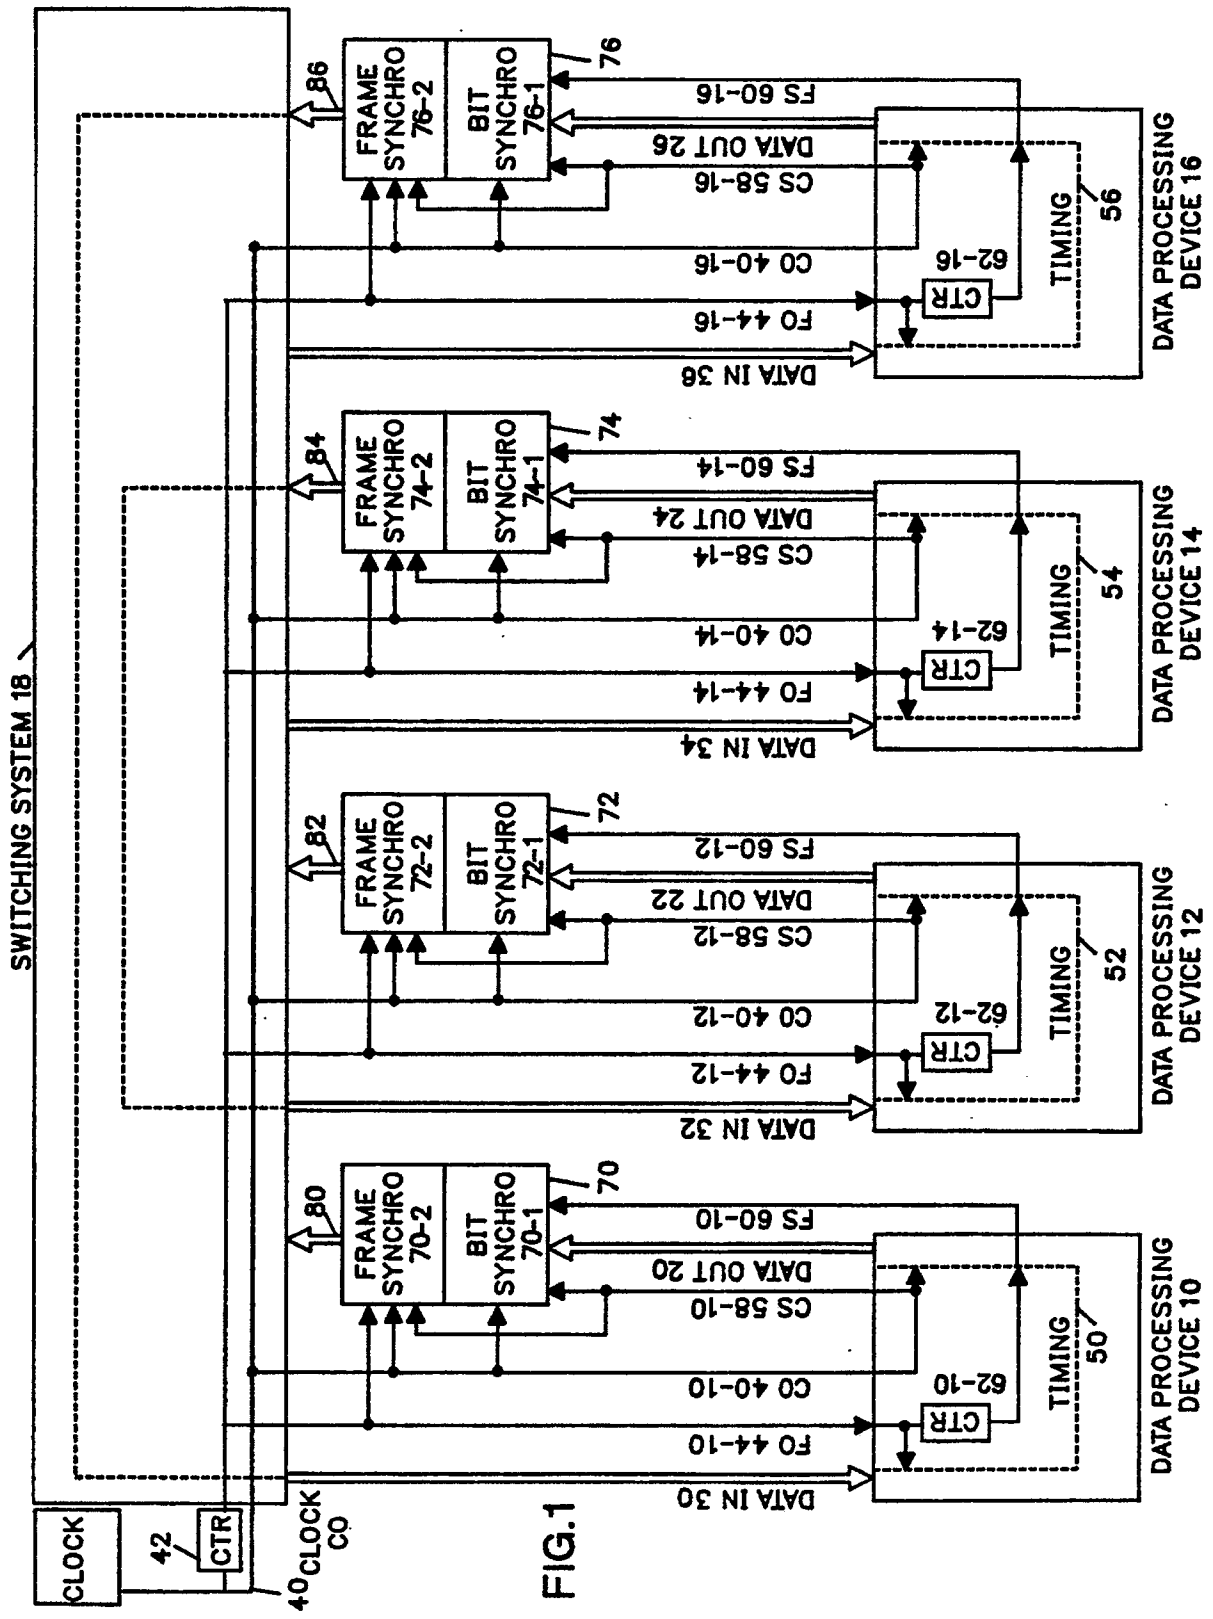 SWITCHING SYSTEM 18
CLOCK
42
CTR
40 CLOCK
CO
FIG.1
80
FRAME
SYNCHRO
70-2
BIT
SYNCHRO
70-1
70
DATA IN 30
FO 44-10
CO 40-10
CS 58-10
DATA OUT 20
FS 60-10
CTR
62-10
TIMING
50
DATA PROCESSING
DEVICE 10
82
FRAME
SYNCHRO
72-2
BIT
SYNCHRO
72-1
72
DATA IN 32
FO 44-12
CO 40-12
CS 58-12
DATA OUT 22
FS 60-12
CTR
62-12
TIMING
52
DATA PROCESSING
DEVICE 12
84
FRAME
SYNCHRO
74-2
BIT
SYNCHRO
74-1
74
DATA IN 34
FO 44-14
CO 40-14
CS 58-14
DATA OUT 24
FS 60-14
CTR
62-14
TIMING
54
DATA PROCESSING
DEVICE 14
86
FRAME
SYNCHRO
76-2
BIT
SYNCHRO
76-1
76
DATA IN 36
FO 44-16
CO 40-16
CS 58-16
DATA OUT 26
FS 60-16
CTR
62-16
TIMING
56
DATA PROCESSING
DEVICE 16